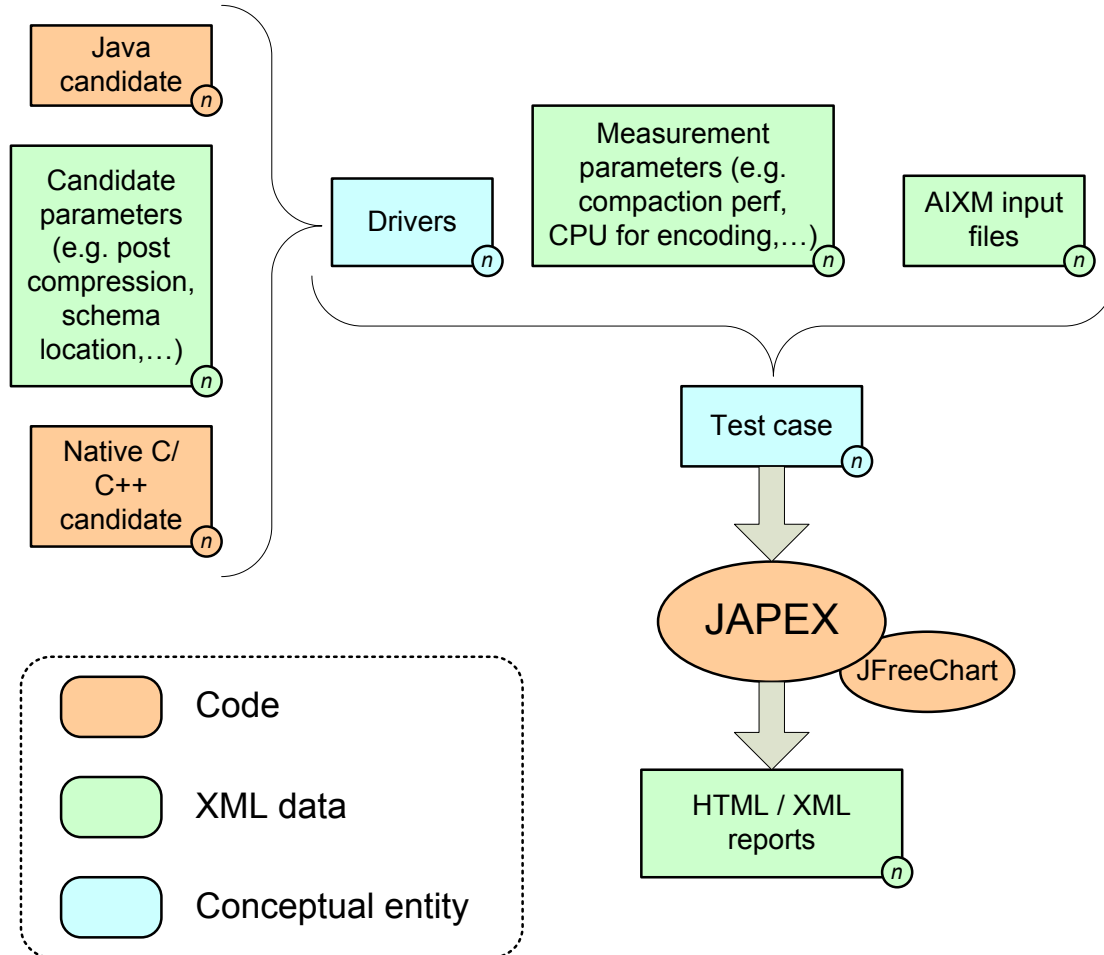 Java
candidate
n
Candidate
parameters
(e.g. post
compression,
schema
location,…)
n
Native C/
C++
candidate
n
Drivers
n
Measurement
parameters (e.g.
compaction perf,
CPU for encoding,…)
n
AIXM input
files
n
Test case
n
JAPEX
JFreeChart
HTML / XML
reports
n
Code
XML data
Conceptual entity